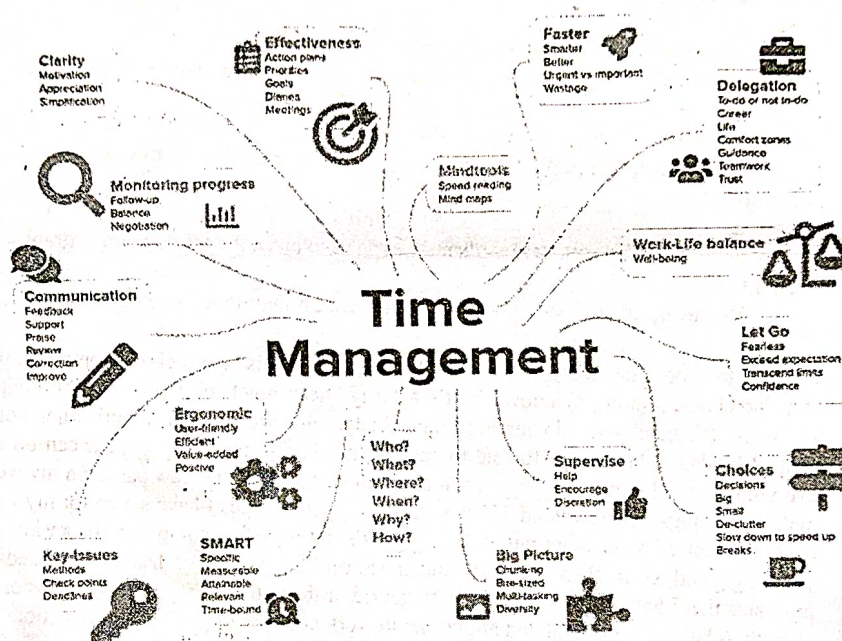 Clarity
Motivation
Appreciation
Simplification
Effectiveness
Action plans
Priorities
Goals
Diaries
Meetings
Faster
Smarter
Better
Urgent vs important
Wastage
Delegation
To-do or not to-do
Career
Life
Comfort zones
Guidance
Teamwork
Trust
Monitoring progress
Follow-up
Balance
Negotiation
Mindtools
Speed reading
Mind maps
Work-Life balance
Well-being
Communication
Feedback
Support
Praise
Review
Correction
Improve
Time
Management
Let Go
Fearless
Exceed expectation
Transcend limits
Confidence
Ergonomic
User-friendly
Efficient
Value-added
Positive
Who?
What?
Where?
When?
Why?
How?
Supervise
Help
Encourage
Discretion
Choices
Decisions
Big
Small
De-clutter
Slow down to speed up
Breaks
Key-Issues
Methods
Check points
Deadlines
SMART
Specific
Measurable
Attainable
Relevant
Time-bound
Big Picture
Chunking
Bite-sized
Multi-tasking
Diversity